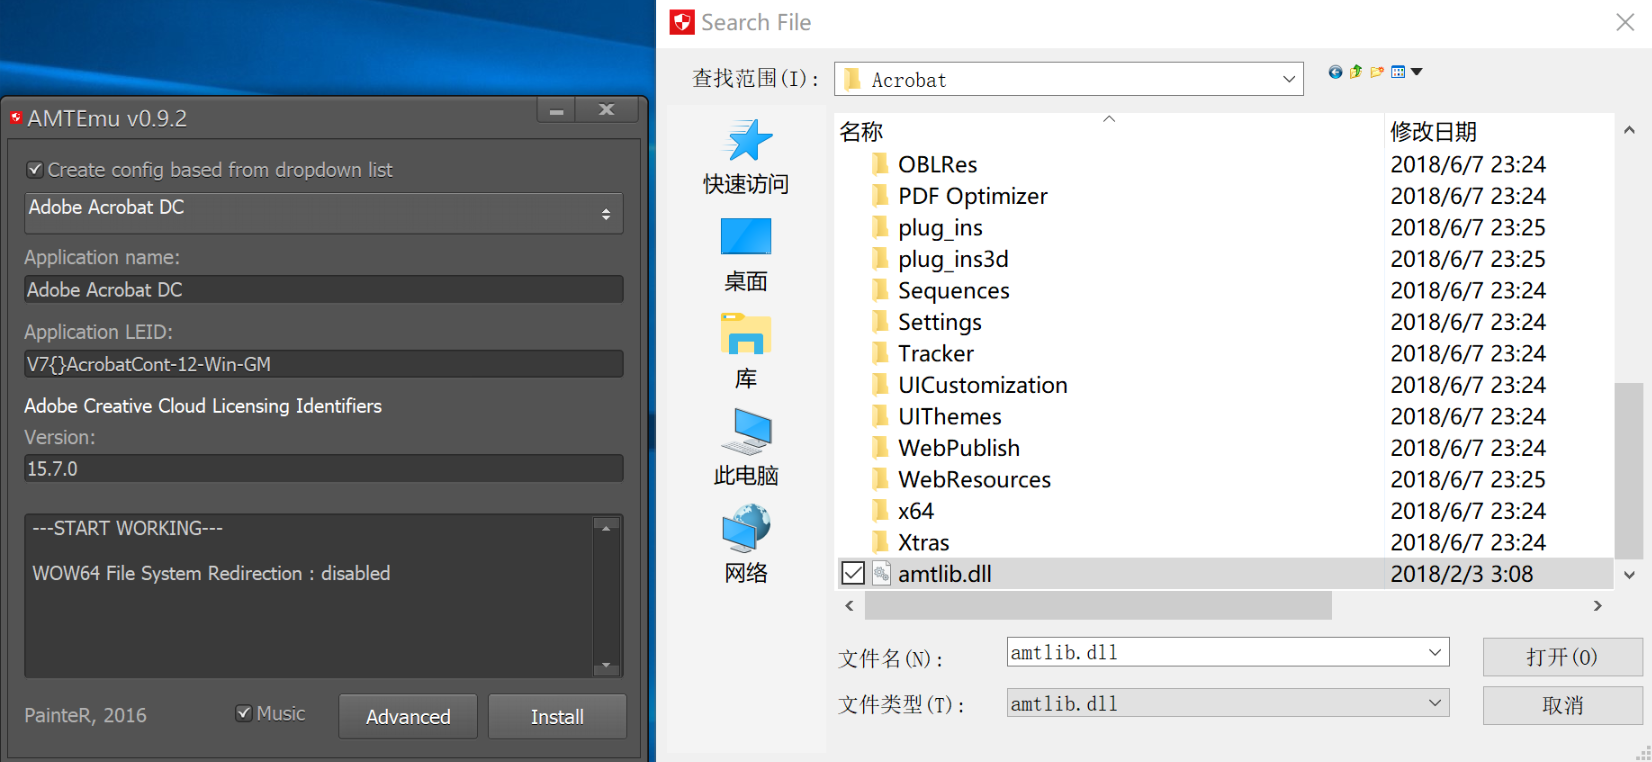 AMTEmu v0.9.2
Create config based from dropdown list
Adobe Acrobat DC
Application name:
Adobe Acrobat DC
Application LEID:
V7{}AcrobatCont-12-Win-GM
Adobe Creative Cloud Licensing Identifiers
Version:
15.7.0
---START WORKING---
WOW64 File System Redirection : disabled
PainteR, 2016
Music
Advanced
Install
Search File
查找范围(I):
Acrobat
快速访问
桌面
库
此电脑
网络
名称 修改日期
OBLRes 2018/6/7 23:24
PDF Optimizer 2018/6/7 23:24
plug_ins 2018/6/7 23:25
plug_ins3d 2018/6/7 23:25
Sequences 2018/6/7 23:24
Settings 2018/6/7 23:24
Tracker 2018/6/7 23:24
UICustomization 2018/6/7 23:24
UIThemes 2018/6/7 23:24
WebPublish 2018/6/7 23:24
WebResources 2018/6/7 23:25
x64 2018/6/7 23:24
Xtras 2018/6/7 23:24
amtlib.dll 2018/2/3 3:08
文件名(N): amtlib.dll 打开(O)
文件类型(T): amtlib.dll 取消